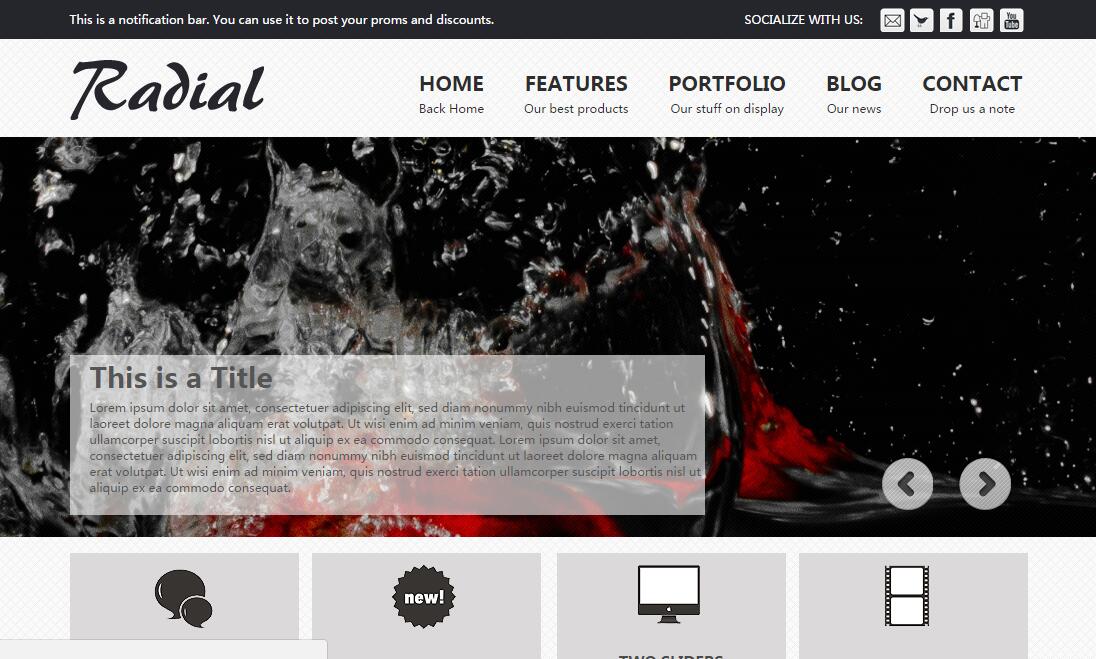 This is a notification bar. You can use it to post your proms and discounts.
SOCIALIZE WITH US:
You
Tube
Radial
HOME
FEATURES
PORTFOLIO
BLOG
CONTACT
Back Home
Our best products
Our stuff on display
Our news
Drop us a note
This is a Title
Lorem ipsum dolor sit amet, consectetuer adipiscing elit, sed diam nonummy nibh euismod tincidunt ut
laoreet dolore magna aliquam erat volutpat. Ut wisi enim ad minim veniam, quis nostrud exerci tation
ullamcorper suscipit lobortis nisl ut aliquip ex ea commodo consequat. Lorem ipsum dolor sit amet,
consectetuer adipiscing elit, sed diam nonummy nibh euismod tincidunt ut laoreet dolore magna aliquam
erat volutpat. Ut wisi enim ad minim veniam, quis nostrud exerci tation ullamcorper suscipit lobortis nisl ut
aliquip ex ea commodo consequat.
new!
TWO SLIDERS